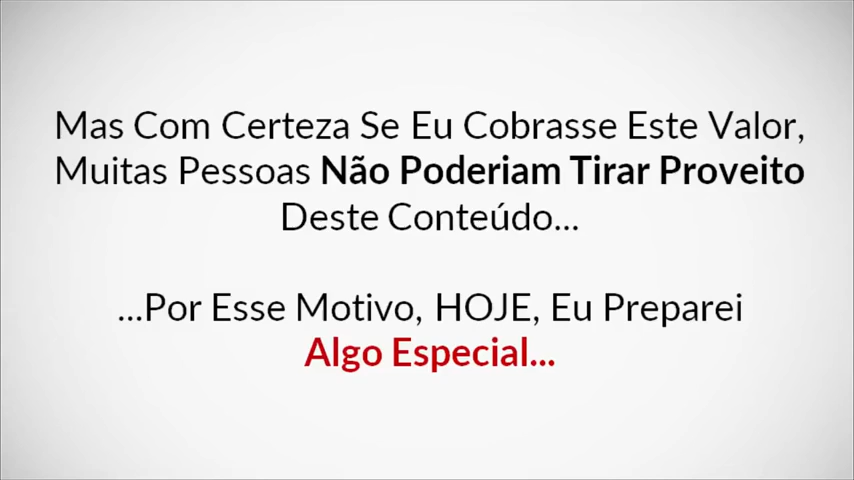 Mas Com Certeza Se Eu Cobrasse Este Valor,
Muitas Pessoas Não Poderiam Tirar Proveito
Deste Conteúdo...
...Por Esse Motivo, HOJE, Eu Preparei
Algo Especial...